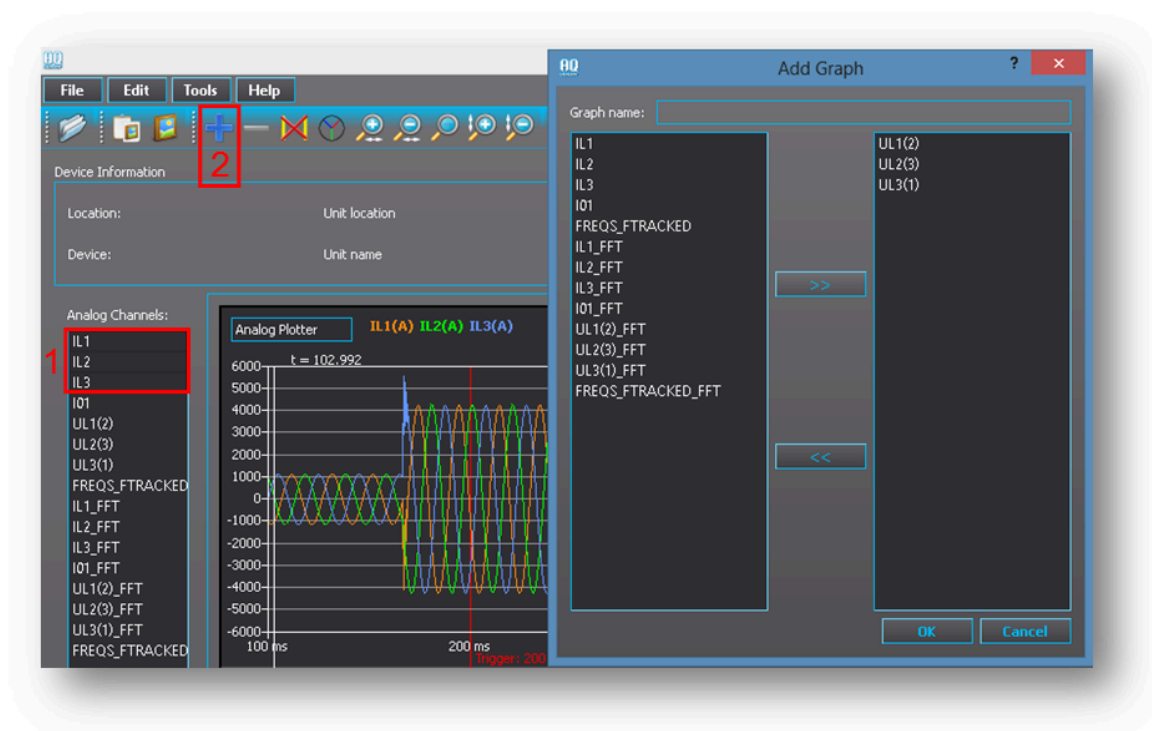 AQ
File Edit Tools Help
2
Device Information
Location: Unit location
Device: Unit name
Analog Channels:
1
IL1
IL2
IL3
I01
UL1(2)
UL2(3)
UL3(1)
FREQS_FTRACKED
IL1_FFT
IL2_FFT
IL3_FFT
I01_FFT
UL1(2)_FFT
UL2(3)_FFT
UL3(1)_FFT
FREQS_FTRACKED
Analog Plotter IL1(A) IL2(A) IL3(A)
t = 102.992
6000
5000
4000
3000
2000
1000
0
-1000
-2000
-3000
-4000
-5000
-6000
100 ms 200 ms
Trigger: 200
AQ Add Graph ? ×
Graph name:
IL1
IL2
IL3
I01
FREQS_FTRACKED
IL1_FFT
IL2_FFT
IL3_FFT
I01_FFT
UL1(2)_FFT
UL2(3)_FFT
UL3(1)_FFT
FREQS_FTRACKED_FFT
>>
<<
UL1(2)
UL2(3)
UL3(1)
OK Cancel